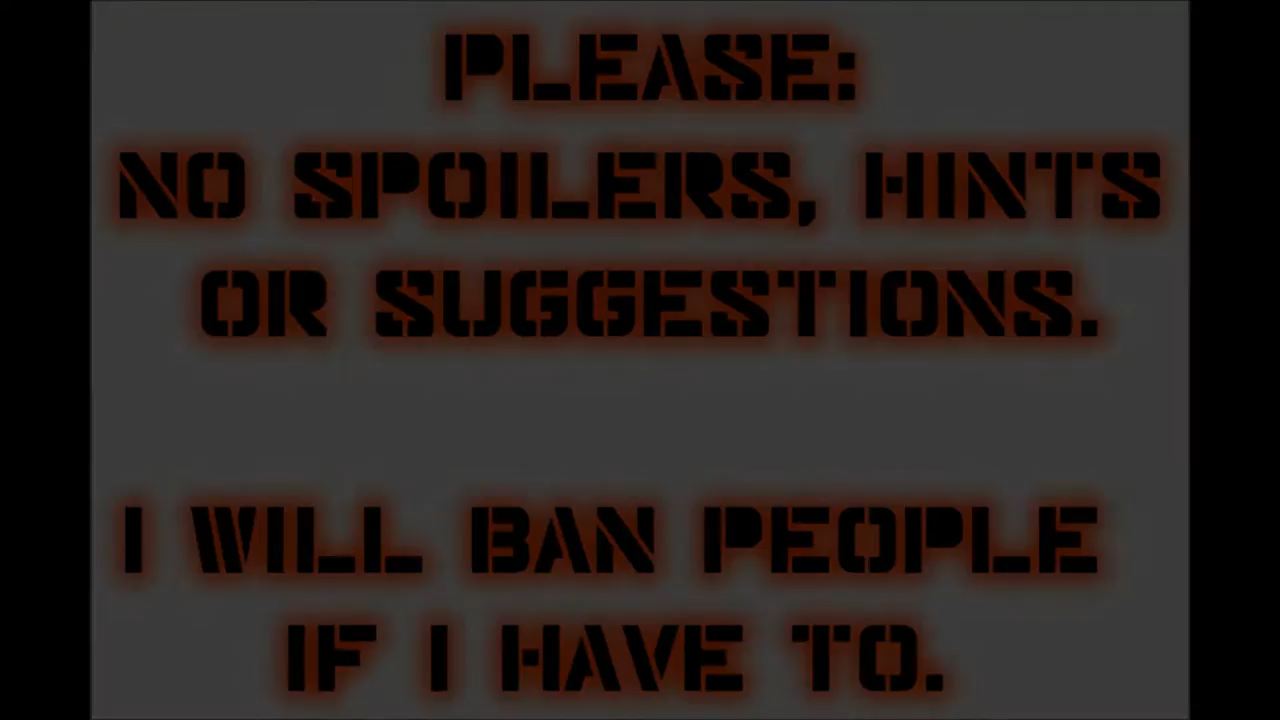 PLEASE:
NO SPOILERS, HINTS
OR SUGGESTIONS.
I WILL BAN PEOPLE
IF I HAVE TO.